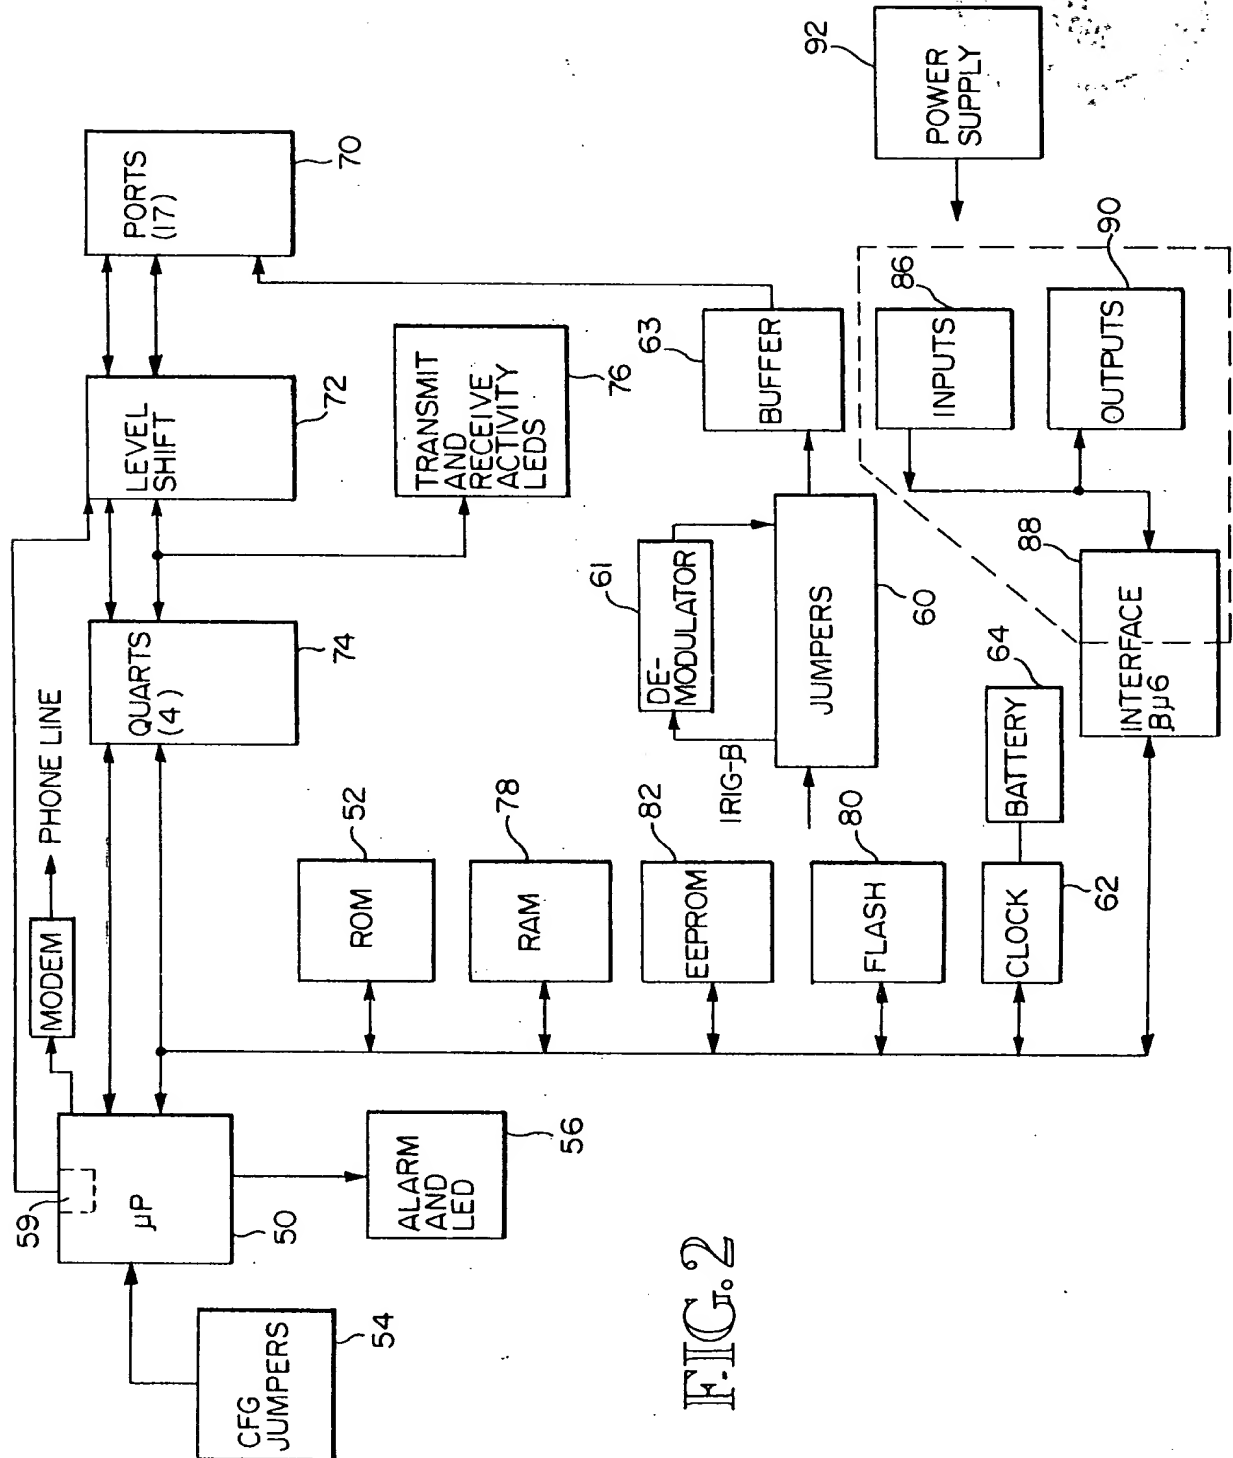 CFG
JUMPERS
54
59
μP
50
ALARM
AND
LED
56
MODEM
PHONE LINE
QUARTS
(4)
74
LEVEL
SHIFT
72
PORTS
(17)
70
TRANSMIT
AND
RECEIVE
ACTIVITY
LEDS
76
ROM
52
RAM
78
EEPROM
82
FLASH
80
CLOCK
62
BATTERY
64
IRIG-B
DE-
MODULATOR
61
JUMPERS
60
BUFFER
63
INPUTS
86
OUTPUTS
90
INTERFACE
Bμ6
88
POWER
SUPPLY
92
FIG.2